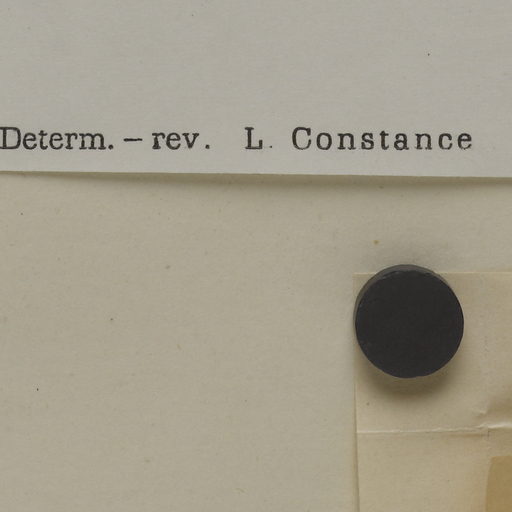 Determ. – rev. L. Constance